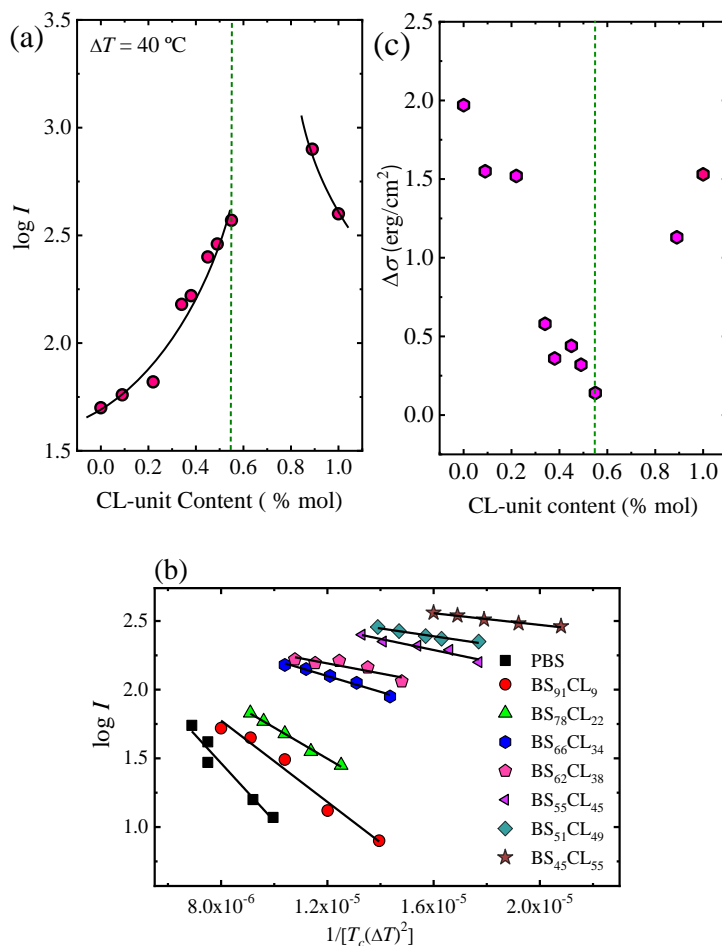 (a)
ΔT = 40 ºC
3.5
3.0
2.5
2.0
1.5
log I
0.0 0.2 0.4 0.6 0.8 1.0
CL-unit Content ( % mol)
(c)
2.0
1.5
1.0
0.5
0.0
Δσ (erg/cm²)
0.0 0.2 0.4 0.6 0.8 1.0
CL-unit content (% mol)
(b)
2.5
2.0
1.5
1.0
log I
PBS
BS₉₁CL₉
BS₇₈CL₂₂
BS₆₆CL₃₄
BS₆₂CL₃₈
BS₅₅CL₄₅
BS₅₁CL₄₉
BS₄₅CL₅₅
8.0x10⁻⁶ 1.2x10⁻⁵ 1.6x10⁻⁵ 2.0x10⁻⁵
1/[T_c(ΔT)²]